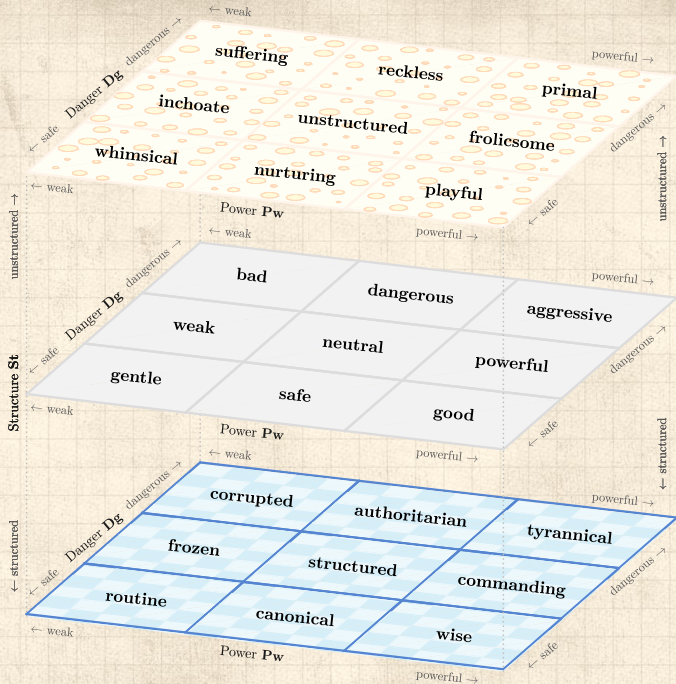 ← weak
powerful →
dangerous →
Danger Dg
← safe
suffering
reckless
primal
inchoate
unstructured
frolicsome
whimsical
nurturing
playful
dangerous →
← safe
← weak
Power Pw
powerful →
unstructured →
unstructured →
← weak
powerful →
dangerous →
Danger Dg
← safe
bad
dangerous
aggressive
weak
neutral
powerful
gentle
safe
good
dangerous →
← safe
← weak
Power Pw
powerful →
Structure St
← structured
← structured
← weak
powerful →
dangerous →
Danger Dg
← safe
corrupted
authoritarian
tyrannical
frozen
structured
commanding
routine
canonical
wise
dangerous →
← safe
← weak
Power Pw
powerful →